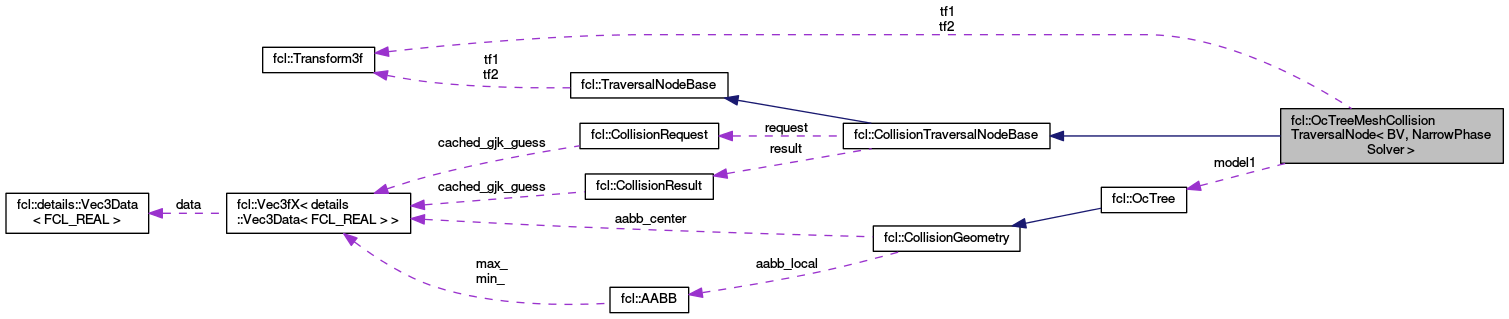 tf1
tf2
fcl::Transform3f
tf1
tf2
fcl::TraversalNodeBase
fcl::OcTreeMeshCollision
TraversalNode< BV, NarrowPhase
Solver >
fcl::CollisionRequest
request
fcl::CollisionTraversalNodeBase
cached_gjk_guess
result
model1
cached_gjk_guess
fcl::CollisionResult
fcl::OcTree
fcl::details::Vec3Data
< FCL_REAL >
data
fcl::Vec3fX< details
::Vec3Data< FCL_REAL > >
aabb_center
fcl::CollisionGeometry
max_
min_
aabb_local
fcl::AABB